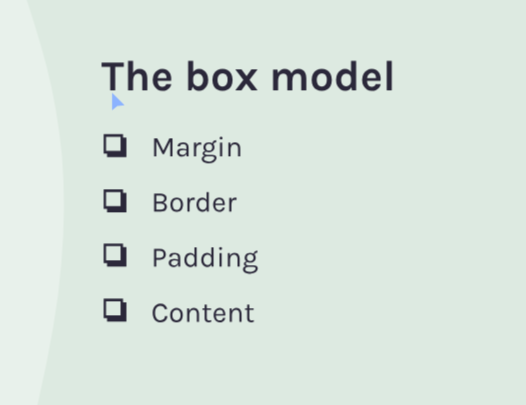 The box model
❏ Margin
❏ Border
❏ Padding
❏ Content